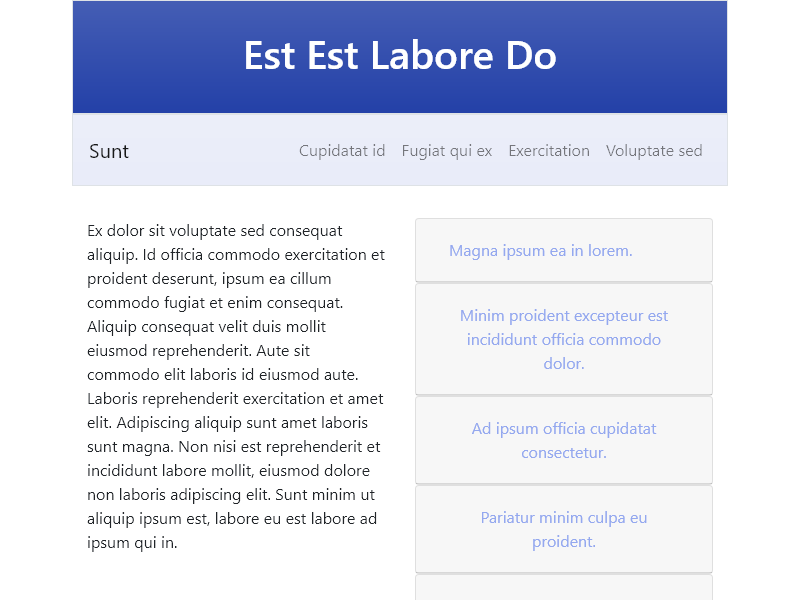 Est Est Labore Do
Sunt
Cupidatat id
Fugiat qui ex
Exercitation
Voluptate sed
Ex dolor sit voluptate sed consequat
aliquip. Id officia commodo exercitation et
proident deserunt, ipsum ea cillum
commodo fugiat et enim consequat.
Aliquip consequat velit duis mollit
eiusmod reprehenderit. Aute sit
commodo elit laboris id eiusmod aute.
Laboris reprehenderit exercitation et amet
elit. Adipiscing aliquip sunt amet laboris
sunt magna. Non nisi est reprehenderit et
incididunt labore mollit, eiusmod dolore
non laboris adipiscing elit. Sunt minim ut
aliquip ipsum est, labore eu est labore ad
ipsum qui in.
Magna ipsum ea in lorem.
Minim proident excepteur est
incididunt officia commodo
dolor.
Ad ipsum officia cupidatat
consectetur.
Pariatur minim culpa eu
proident.